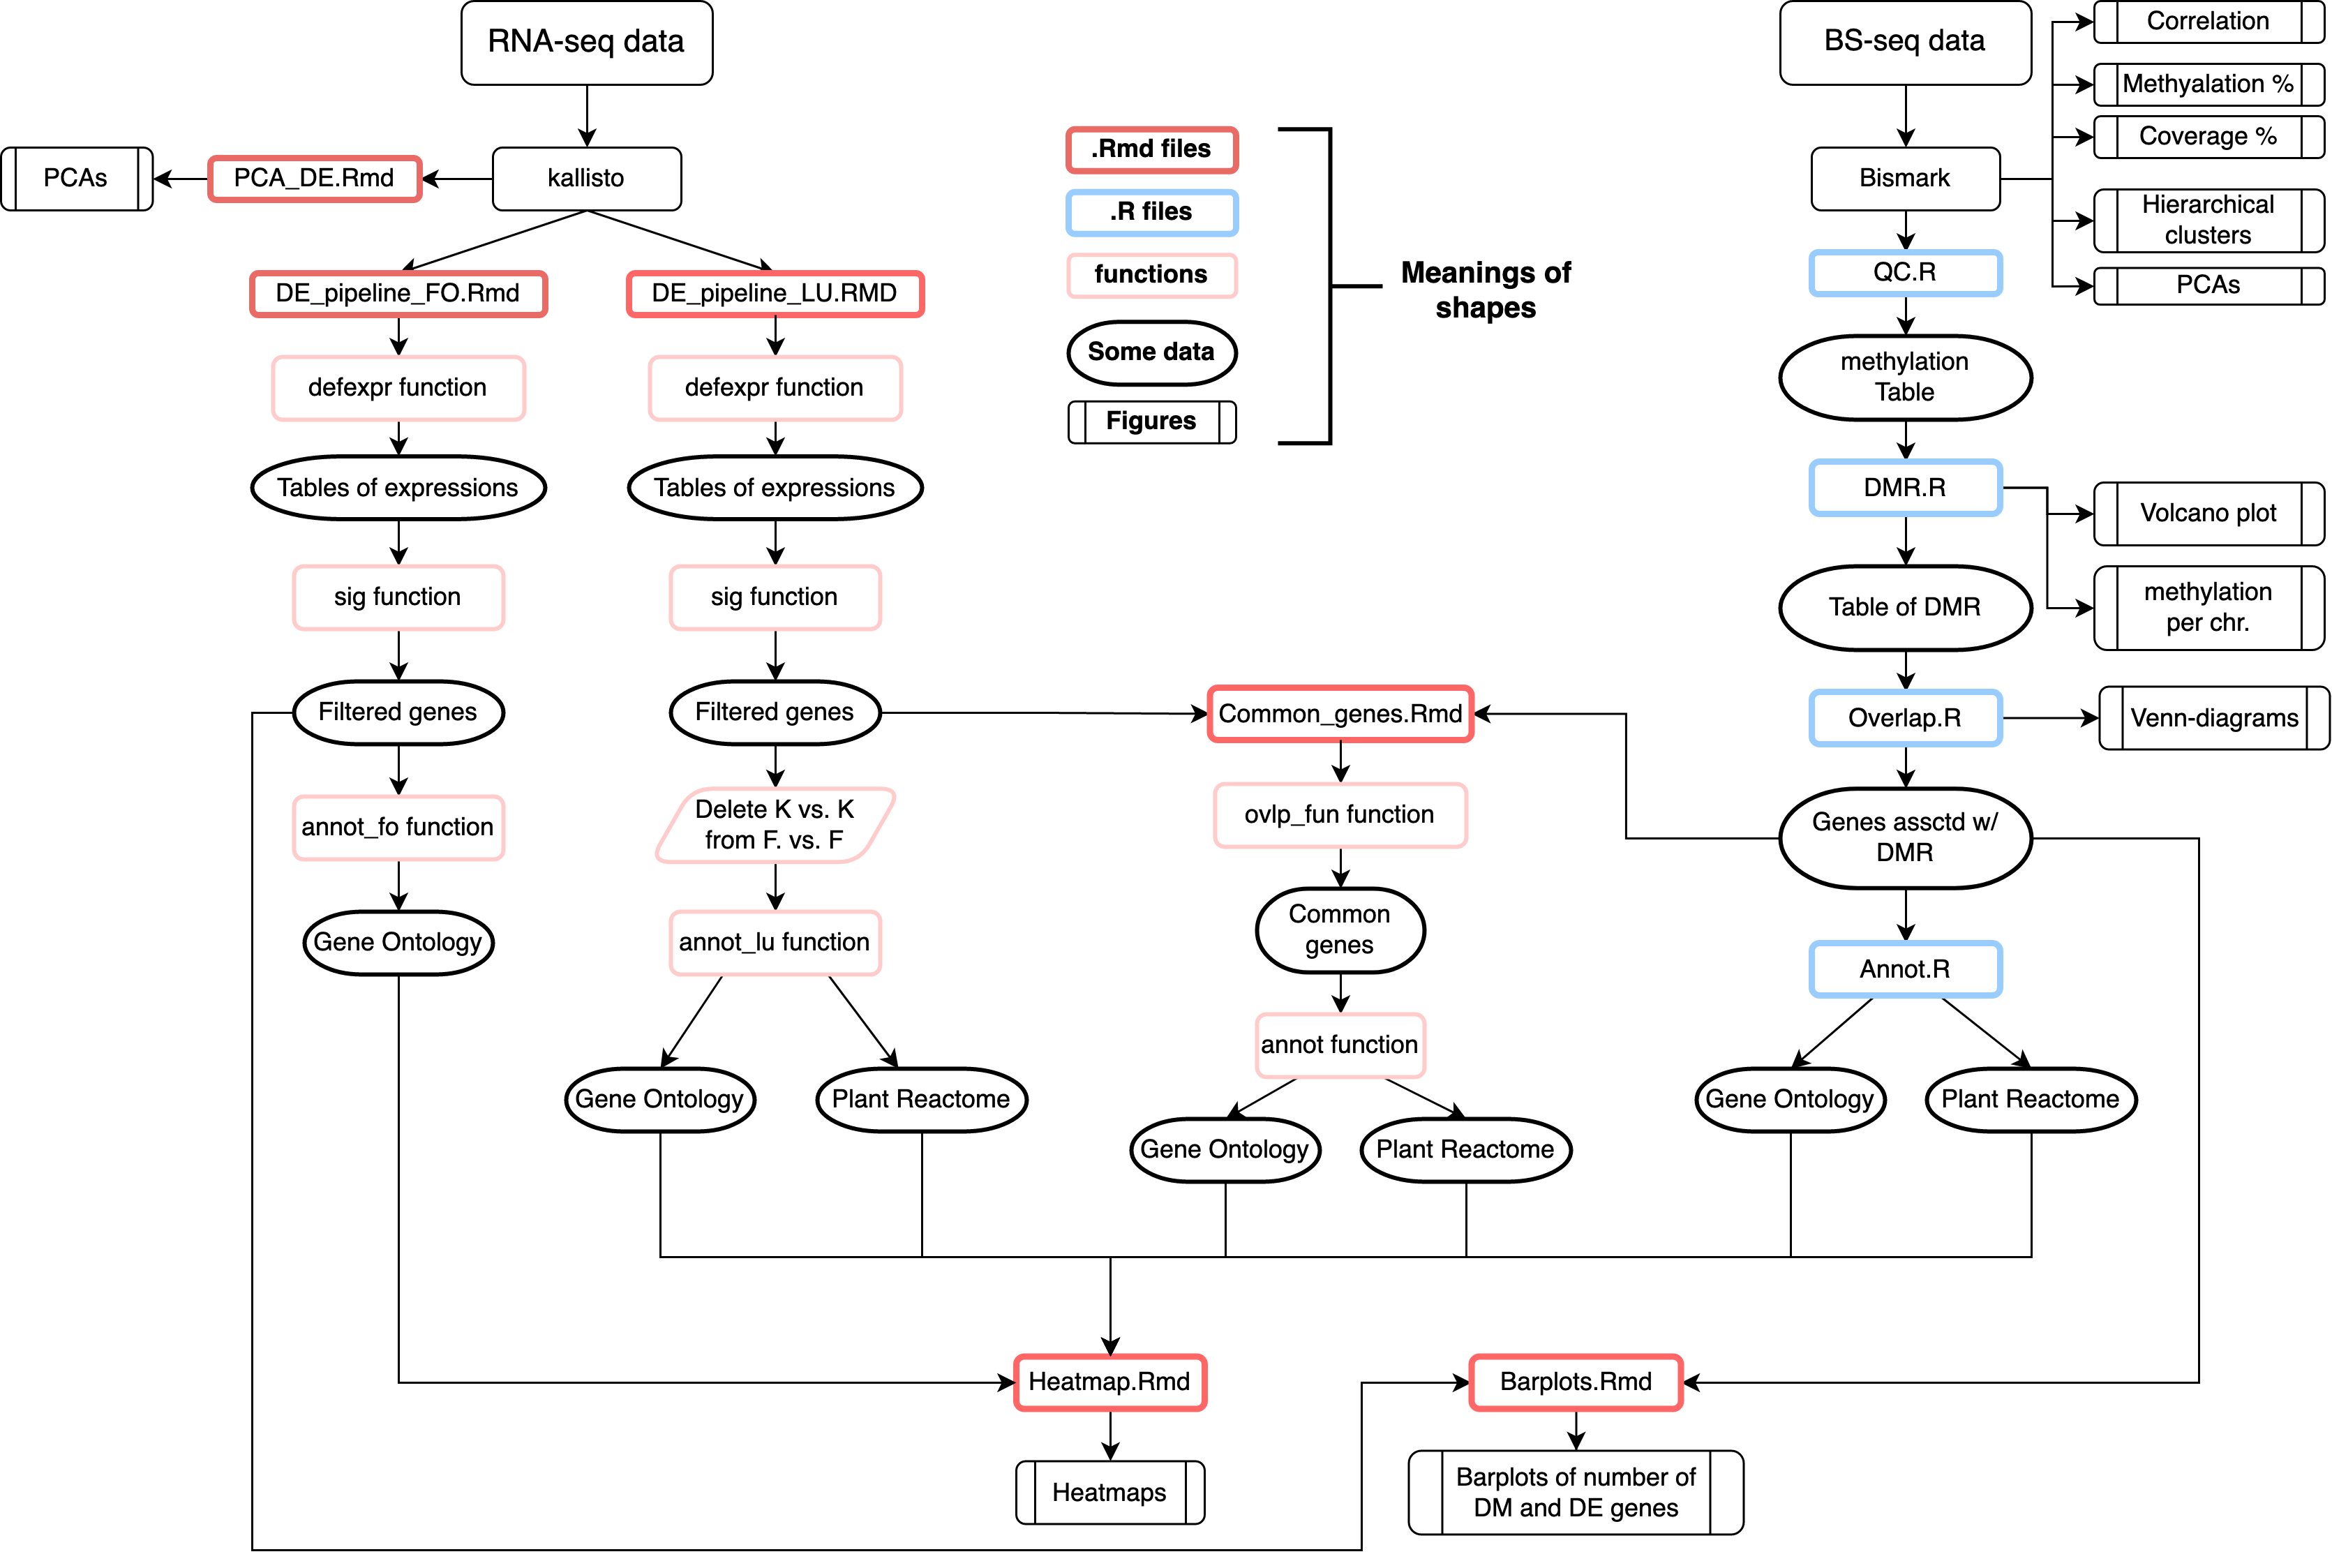 RNA-seq data
BS-seq data
Correlation
Methyalation %
Coverage %
Hierarchical
clusters
PCAs
PCAs
PCA_DE.Rmd
kallisto
Bismark
.Rmd files
.R files
functions
Some data
Figures
Meanings of
shapes
DE_pipeline_FO.Rmd
DE_pipeline_LU.RMD
QC.R
defexpr function
defexpr function
methylation
Table
Tables of expressions
Tables of expressions
DMR.R
Volcano plot
sig function
sig function
Table of DMR
methylation
per chr.
Filtered genes
Filtered genes
Common_genes.Rmd
Overlap.R
Venn-diagrams
annot_fo function
Delete K vs. K
from F. vs. F
ovlp_fun function
Genes assctd w/
DMR
Gene Ontology
annot_lu function
Common
genes
Annot.R
annot function
Gene Ontology
Plant Reactome
Gene Ontology
Plant Reactome
Gene Ontology
Plant Reactome
Heatmap.Rmd
Barplots.Rmd
Heatmaps
Barplots of number of
DM and DE genes